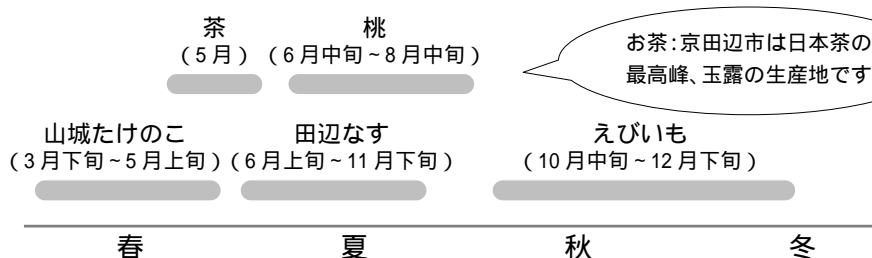 茶
(5月)
桃
(6月中旬~8月中旬)
お茶:京田辺市は日本茶の
最高峰、玉露の生産地です
山城たけのこ
(3月下旬~5月上旬)
田辺なす
(6月上旬~11月下旬)
えびいも
(10月中旬~12月下旬)
春
夏
秋
冬